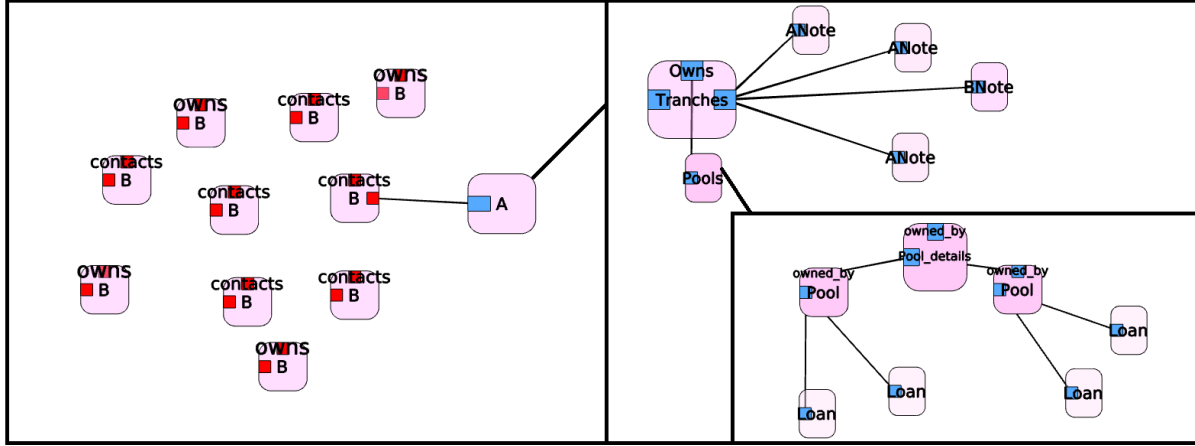 owns
B
owns
B
contacts
B
contacts
B
contacts
B
contacts
B
A
owns
B
contacts
B
contacts
B
owns
B
ANote
ANote
Owns
Tranches
BNote
ANote
Pools
owned_by
Pool_details
owned_by
Pool
owned_by
Pool
Loan
Loan
Loan
Loan